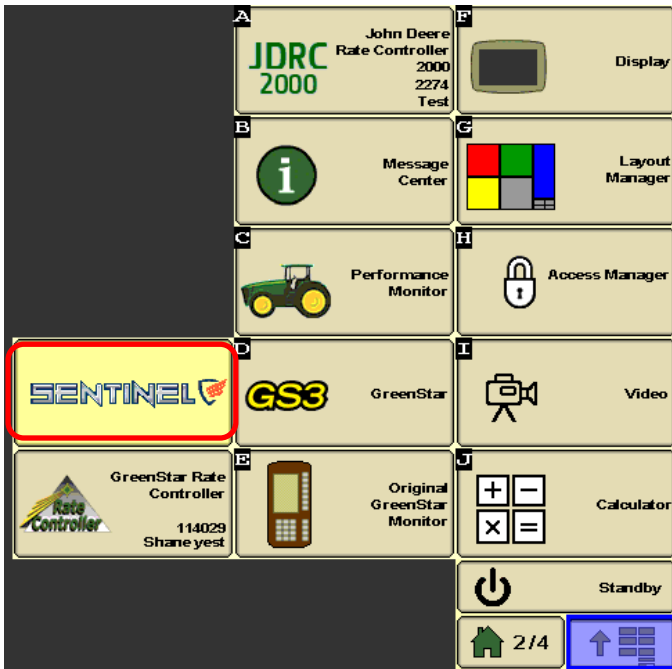 A
JDRC
2000
John Deere
Rate Controller
2000
2274
Test
F
Display
B
i
Message
Center
G
Layout
Manager
C
Performance
Monitor
H
Access Manager
SENTINEL
D
GS3
GreenStar
I
Video
Rate
Controller
GreenStar Rate
Controller
114029
Shane yest
E
Original
GreenStar
Monitor
J
+ −
× =
Calculator
Standby
2/4